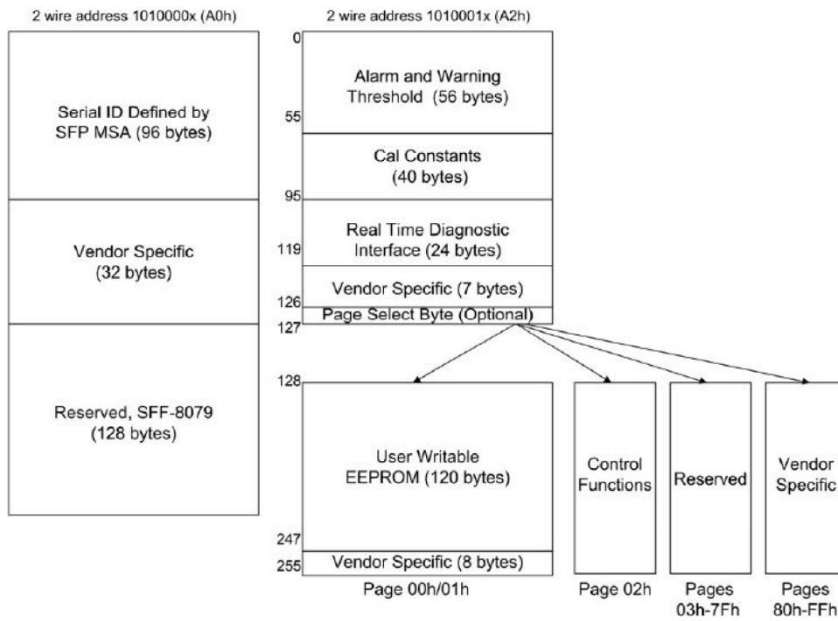 2 wire address 1010000x (A0h)
Serial ID Defined by
SFP MSA (96 bytes)
Vendor Specific
(32 bytes)
Reserved, SFF-8079
(128 bytes)
2 wire address 1010001x (A2h)
0
Alarm and Warning
Threshold (56 bytes)
55
Cal Constants
(40 bytes)
95
Real Time Diagnostic
Interface (24 bytes)
119
Vendor Specific (7 bytes)
126
Page Select Byte (Optional)
127
128
User Writable
EEPROM (120 bytes)
247
Vendor Specific (8 bytes)
255
Page 00h/01h
Control
Functions
Page 02h
Reserved
Pages
03h-7Fh
Vendor
Specific
Pages
80h-FFh